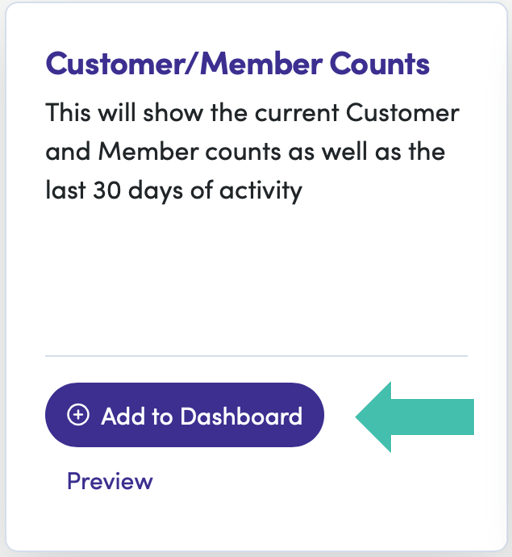 Customer/Member Counts
This will show the current Customer
and Member counts as well as the
last 30 days of activity
Add to Dashboard
Preview